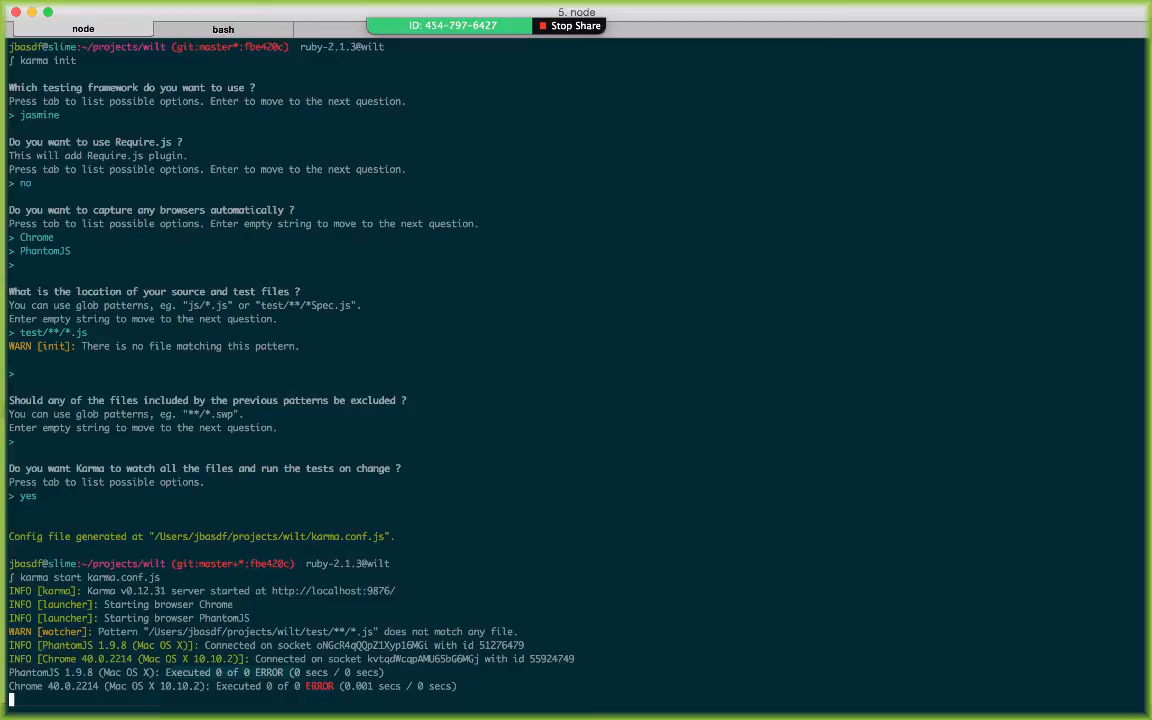 5. node
node
bash
ID: 454-797-6427
Stop Share
jbasdf@slime:~/projects/wilt (git:master*:fbe420c)  ruby-2.1.3@wilt
∫ karma init
Which testing framework do you want to use ?
Press tab to list possible options. Enter to move to the next question.
> jasmine
Do you want to use Require.js ?
This will add Require.js plugin.
Press tab to list possible options. Enter to move to the next question.
> no
Do you want to capture any browsers automatically ?
Press tab to list possible options. Enter empty string to move to the next question.
> Chrome
> PhantomJS
>
What is the location of your source and test files ?
You can use glob patterns, eg. "js/*.js" or "test/**/*Spec.js".
Enter empty string to move to the next question.
> test/**/*.js
WARN [init]: There is no file matching this pattern.
>
Should any of the files included by the previous patterns be excluded ?
You can use glob patterns, eg. "**/*.swp".
Enter empty string to move to the next question.
>
Do you want Karma to watch all the files and run the tests on change ?
Press tab to list possible options.
> yes
Config file generated at "/Users/jbasdf/projects/wilt/karma.conf.js".
jbasdf@slime:~/projects/wilt (git:master+*:fbe420c)  ruby-2.1.3@wilt
∫ karma start karma.conf.js
INFO [karma]: Karma v0.12.31 server started at http://localhost:9876/
INFO [launcher]: Starting browser Chrome
INFO [launcher]: Starting browser PhantomJS
WARN [watcher]: Pattern "/Users/jbasdf/projects/wilt/test/**/*.js" does not match any file.
INFO [PhantomJS 1.9.8 (Mac OS X)]: Connected on socket oNGcR4qQQpZ1Xyp16MGi with id 51276479
INFO [Chrome 40.0.2214 (Mac OS X 10.10.2)]: Connected on socket kvtqdWcqpAMU65bG6MGj with id 55924749
PhantomJS 1.9.8 (Mac OS X): Executed 0 of 0 ERROR (0 secs / 0 secs)
Chrome 40.0.2214 (Mac OS X 10.10.2): Executed 0 of 0 ERROR (0.001 secs / 0 secs)